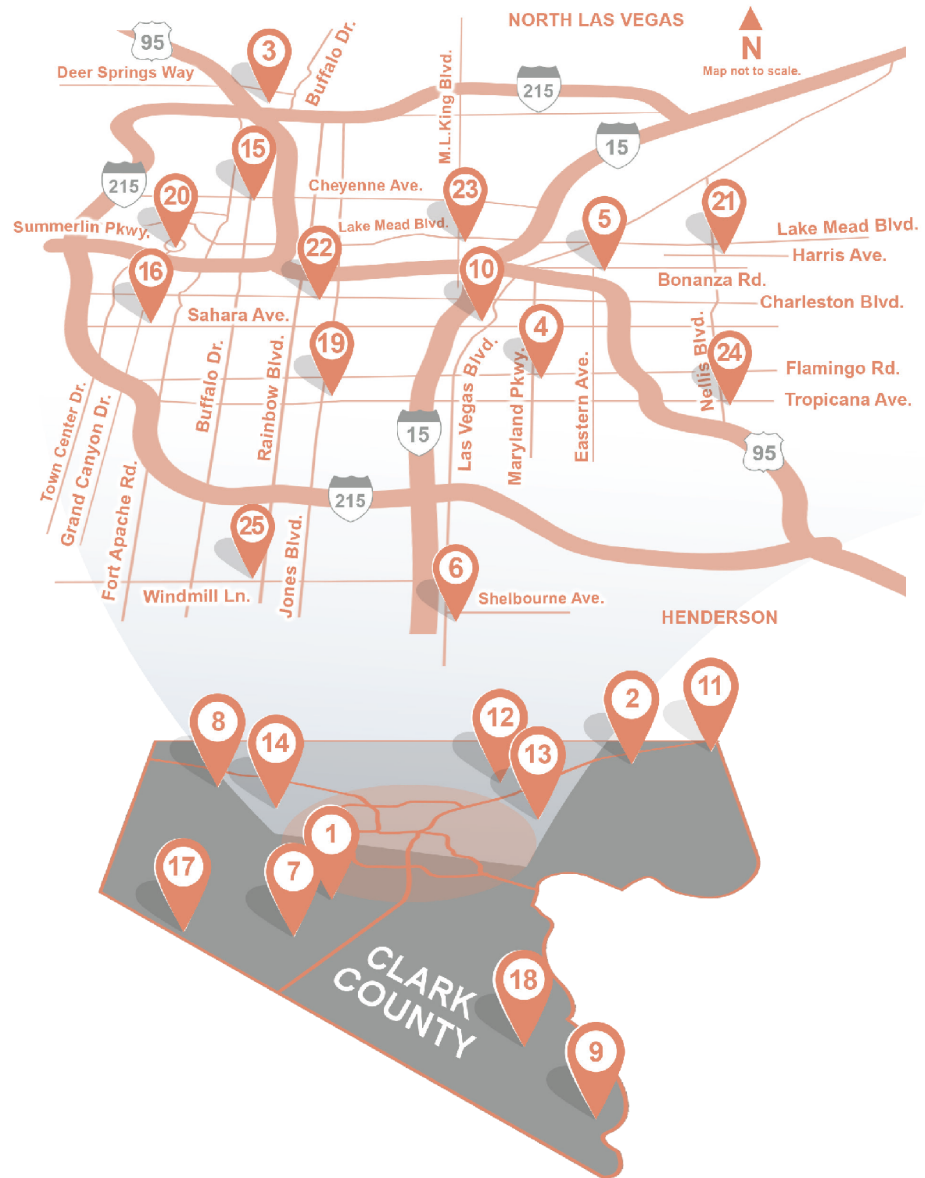 NORTH LAS VEGAS
N
Map not to scale.
95
3
Deer Springs Way
Buffalo Dr.
M.L.King Blvd.
215
15
15
215
Cheyenne Ave.
20
23
21
5
Summerlin Pkwy.
Lake Mead Blvd.
Lake Mead Blvd.
Harris Ave.
22
16
10
Bonanza Rd.
Charleston Blvd.
Sahara Ave.
4
19
24
Flamingo Rd.
Tropicana Ave.
Town Center Dr.
Grand Canyon Dr.
Fort Apache Rd.
Buffalo Dr.
Rainbow Blvd.
Jones Blvd.
15
Las Vegas Blvd.
Maryland Pkwy.
Eastern Ave.
Nellis Blvd.
95
215
25
6
Windmill Ln.
Shelbourne Ave.
HENDERSON
8
14
12
13
2
11
1
17
7
CLARK
COUNTY
18
9